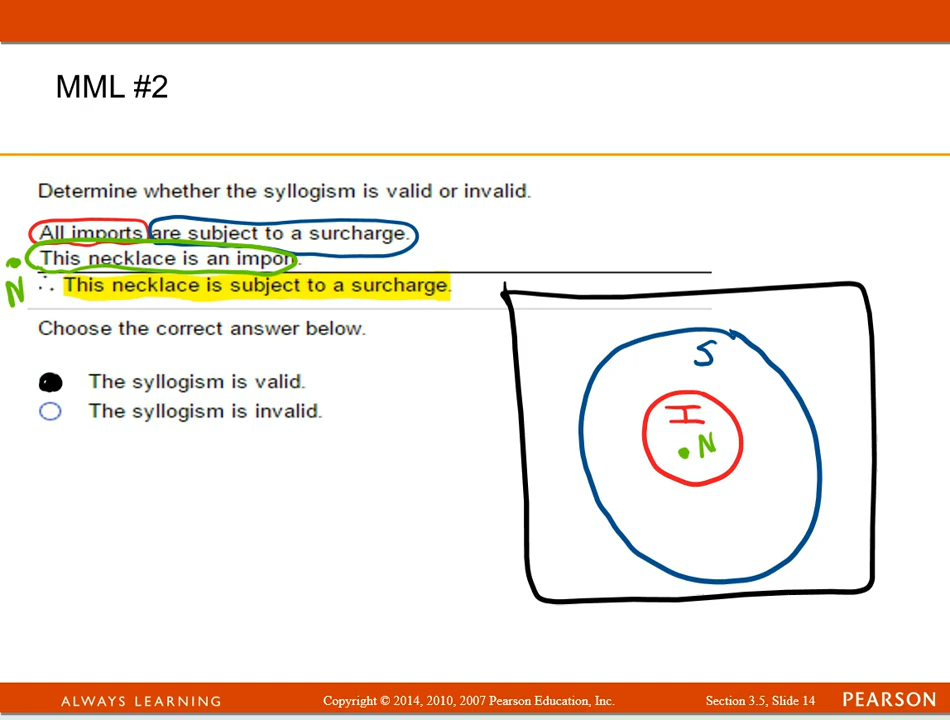 MML #2
Determine whether the syllogism is valid or invalid.
All imports are subject to a surcharge.
This necklace is an impor.
N
∴ This necklace is subject to a surcharge.
Choose the correct answer below.
The syllogism is valid.
The syllogism is invalid.
S
I
N
ALWAYS LEARNING
Copyright © 2014, 2010, 2007 Pearson Education, Inc.
Section 3.5, Slide 14
PEARSON